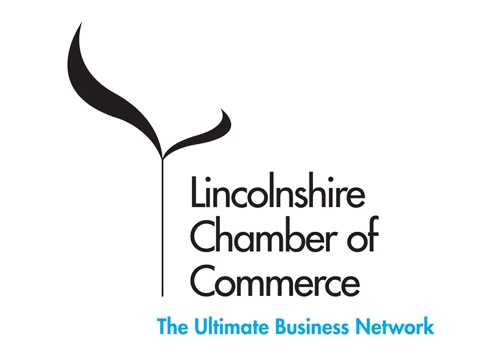 Lincolnshire
Chamber of
Commerce
The Ultimate Business Network